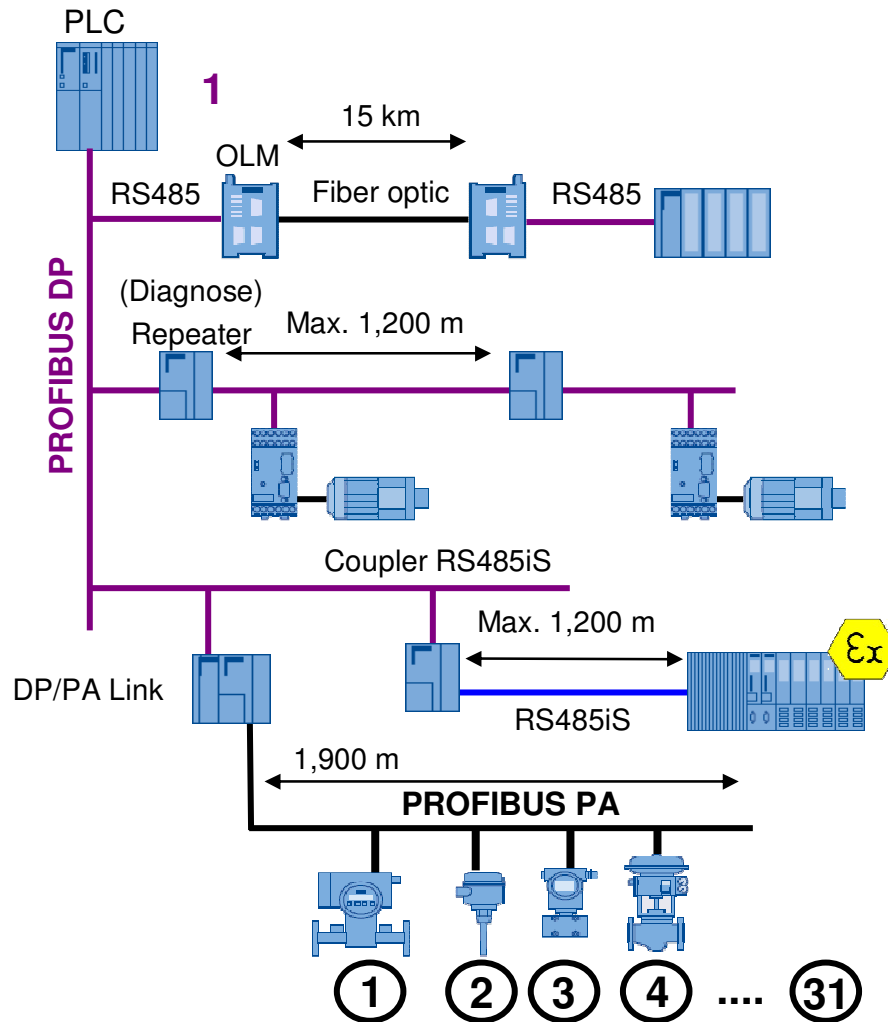 PLC
1
15 km
OLM
RS485
Fiber optic
RS485
PROFIBUS DP
(Diagnose)
Repeater
Max. 1,200 m
Coupler RS485iS
Max. 1,200 m
εx
DP/PA Link
RS485iS
1,900 m
PROFIBUS PA
1 2 3 4 .... 31